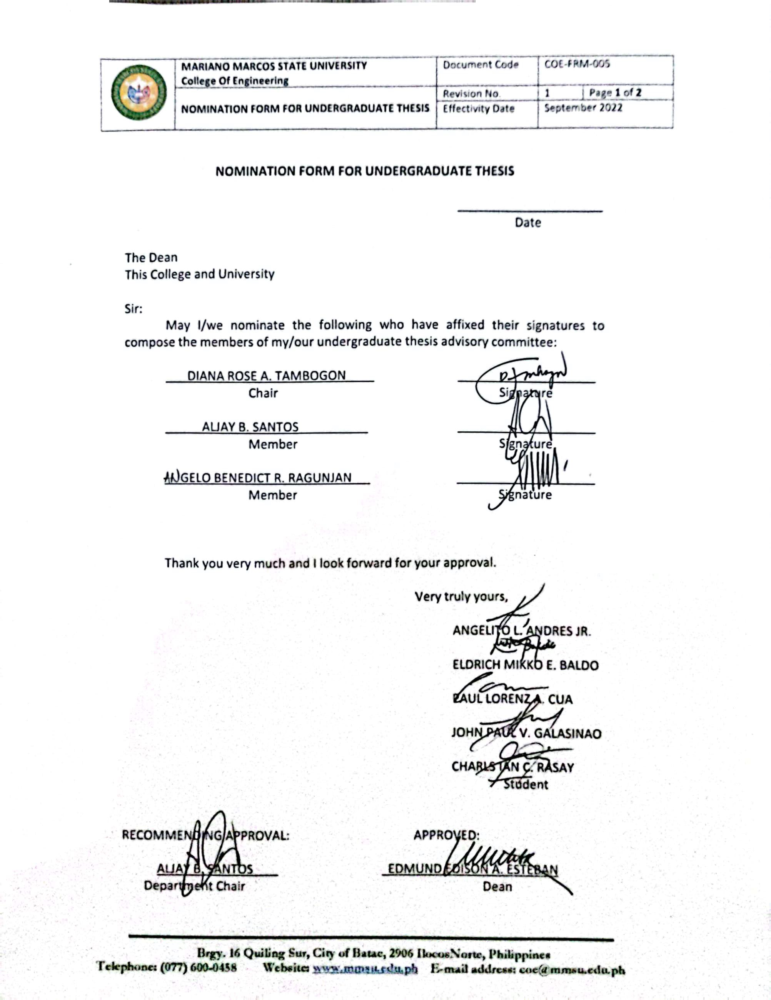 MARIANO MARCOS STATE UNIVERSITY
College Of Engineering
NOMINATION FORM FOR UNDERGRADUATE THESIS
Document Code COE-FRM-005
Revision No. 1 Page 1 of 2
Effectivity Date September 2022
NOMINATION FORM FOR UNDERGRADUATE THESIS
Date
The Dean
This College and University
Sir:
May I/we nominate the following who have affixed their signatures to
compose the members of my/our undergraduate thesis advisory committee:
DIANA ROSE A. TAMBOGON
Chair Signature
ALJAY B. SANTOS
Member Signature
ANGELO BENEDICT R. RAGUNJAN
Member Signature
Thank you very much and I look forward for your approval.
Very truly yours,
ANGELITO L. ANDRES JR.
ELDRICH MIKKO E. BALDO
PAUL LORENZ A. CUA
JOHN PAUL V. GALASINAO
CHARLSTAN C. RASAY
Student
RECOMMENDING APPROVAL: APPROVED:
ALJAY B. SANTOS EDMUND EDISON A. ESTEBAN
Department Chair Dean
Brgy. 16 Quiling Sur, City of Batac, 2906 IlocosNorte, Philippines
Telephone: (077) 600-0458 Website: www.mmsu.edu.ph E-mail address: coe@mmsu.edu.ph